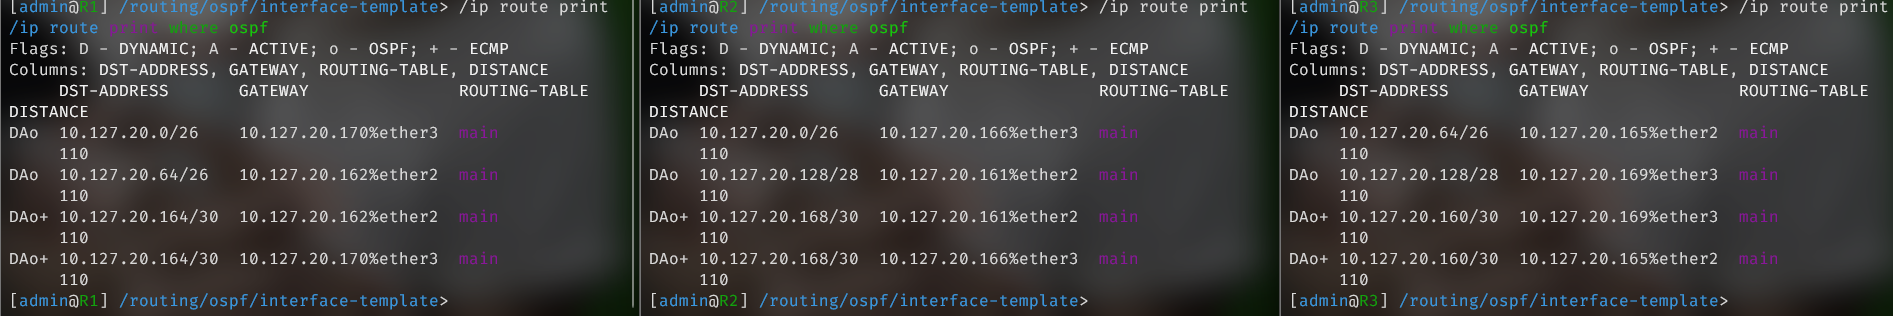 [admin@R1] /routing/ospf/interface-template> /ip route print
/ip route print where ospf
Flags: D - DYNAMIC; A - ACTIVE; o - OSPF; + - ECMP
Columns: DST-ADDRESS, GATEWAY, ROUTING-TABLE, DISTANCE
DST-ADDRESS GATEWAY ROUTING-TABLE
DISTANCE
DAo 10.127.20.0/26 10.127.20.170%ether3 main
110
DAo 10.127.20.64/26 10.127.20.162%ether2 main
110
DAo+ 10.127.20.164/30 10.127.20.162%ether2 main
110
DAo+ 10.127.20.164/30 10.127.20.170%ether3 main
110
[admin@R1] /routing/ospf/interface-template>
[admin@R2] /routing/ospf/interface-template> /ip route print
/ip route print where ospf
Flags: D - DYNAMIC; A - ACTIVE; o - OSPF; + - ECMP
Columns: DST-ADDRESS, GATEWAY, ROUTING-TABLE, DISTANCE
DST-ADDRESS GATEWAY ROUTING-TABLE
DISTANCE
DAo 10.127.20.0/26 10.127.20.166%ether3 main
110
DAo 10.127.20.128/28 10.127.20.161%ether2 main
110
DAo+ 10.127.20.168/30 10.127.20.161%ether2 main
110
DAo+ 10.127.20.168/30 10.127.20.166%ether3 main
110
[admin@R2] /routing/ospf/interface-template>
[admin@R3] /routing/ospf/interface-template> /ip route print
/ip route print where ospf
Flags: D - DYNAMIC; A - ACTIVE; o - OSPF; + - ECMP
Columns: DST-ADDRESS, GATEWAY, ROUTING-TABLE, DISTANCE
DST-ADDRESS GATEWAY ROUTING-TABLE
DISTANCE
DAo 10.127.20.64/26 10.127.20.165%ether2 main
110
DAo 10.127.20.128/28 10.127.20.169%ether3 main
110
DAo+ 10.127.20.160/30 10.127.20.169%ether3 main
110
DAo+ 10.127.20.160/30 10.127.20.165%ether2 main
110
[admin@R3] /routing/ospf/interface-template>